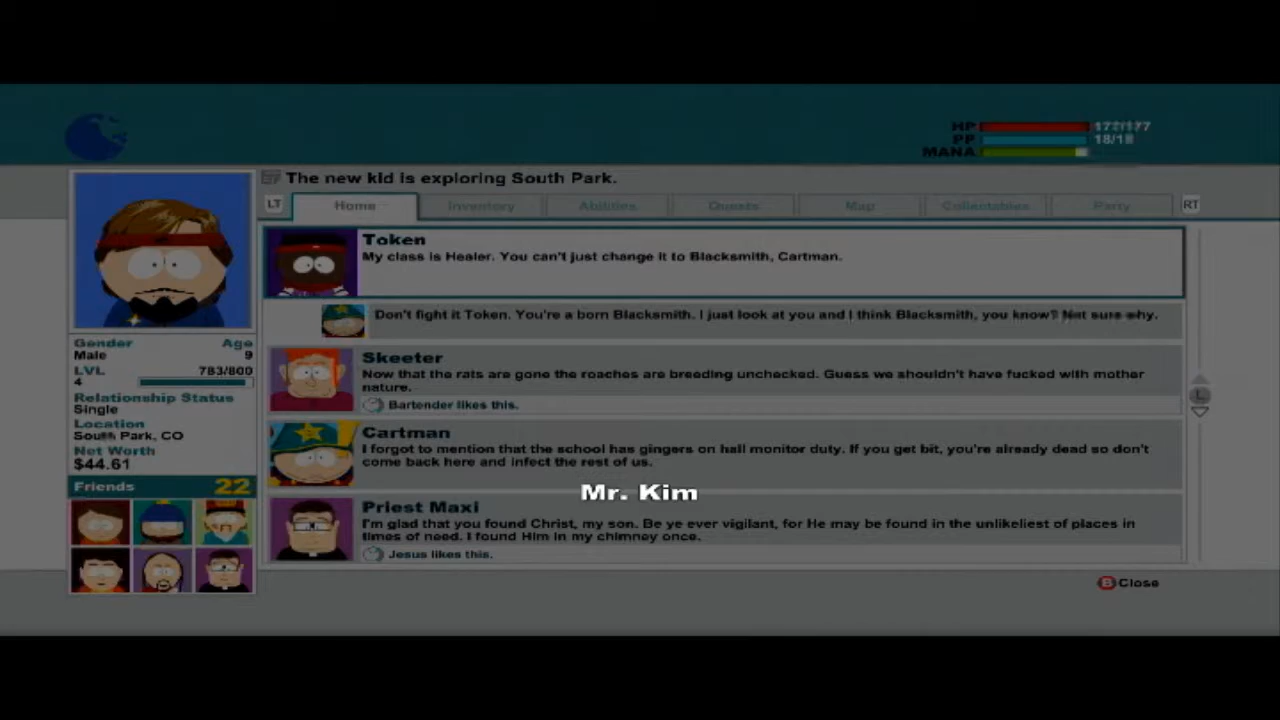 HP 177/177
PP 18/18
MANA
The new kid is exploring South Park.
LT Home Inventory Abilities Quests Map Collectables Party RT
Token
My class is Healer. You can't just change it to Blacksmith, Cartman.
Don't fight it Token. You're a born Blacksmith. I just look at you and I think Blacksmith, you know? Not sure why.
Gender Age
Male 9
LVL 783/800
4
Relationship Status
Single
Location
South Park, CO
Net Worth
$44.61
Friends 22
Skeeter
Now that the rats are gone the roaches are breeding unchecked. Guess we shouldn't have fucked with mother
nature.
Bartender likes this.
Cartman
I forgot to mention that the school has gingers on hall monitor duty. If you get bit, you're already dead so don't
come back here and infect the rest of us.
Mr. Kim
Priest Maxi
I'm glad that you found Christ, my son. Be ye ever vigilant, for He may be found in the unlikeliest of places in
times of need. I found Him in my chimney once.
Jesus likes this.
L
B Close